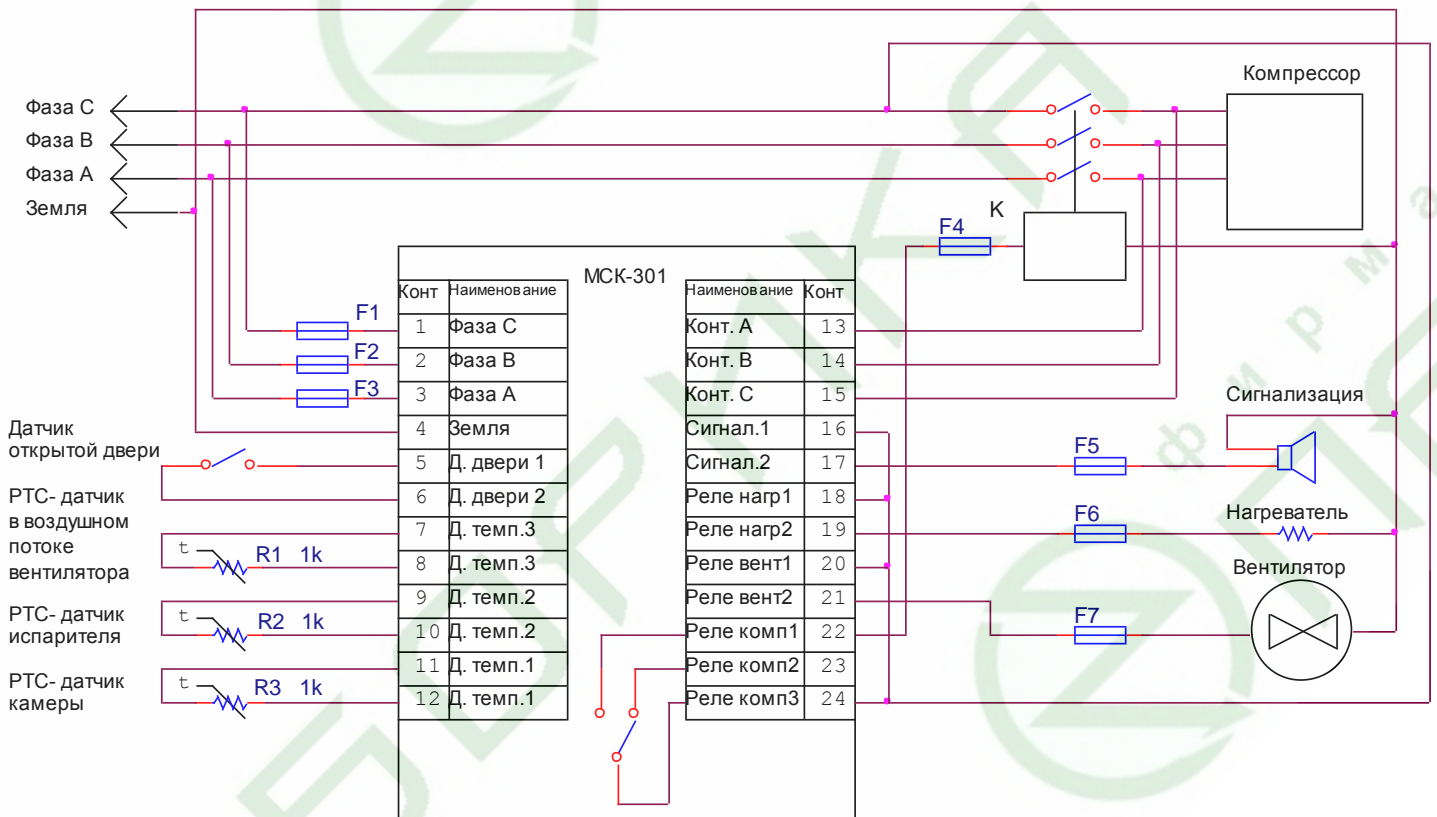 Компрессор
Фаза С
Фаза В
Фаза А
Земля
K
F4
МСК-301
Конт
Наименование
Наименование
Конт
F1
1
Фаза С
Конт. А
13
F2
2
Фаза В
Конт. В
14
F3
3
Фаза А
Конт. С
15
Сигнализация
4
Земля
Сигнал.1
16
Датчик
открытой двери
5
Д. двери 1
Сигнал.2
17
F5
6
Д. двери 2
Реле нагр1
18
РТС- датчик
в воздушном
потоке
вентилятора
7
Д. темп.3
Реле нагр2
19
F6
Нагреватель
t
R1 1k
8
Д. темп.3
Реле вент1
20
Вентилятор
9
Д. темп.2
Реле вент2
21
F7
РТС- датчик
испарителя
t
R2 1k
10
Д. темп.2
Реле комп1
22
11
Д. темп.1
Реле комп2
23
РТС- датчик
камеры
t
R3 1k
12
Д. темп.1
Реле комп3
24